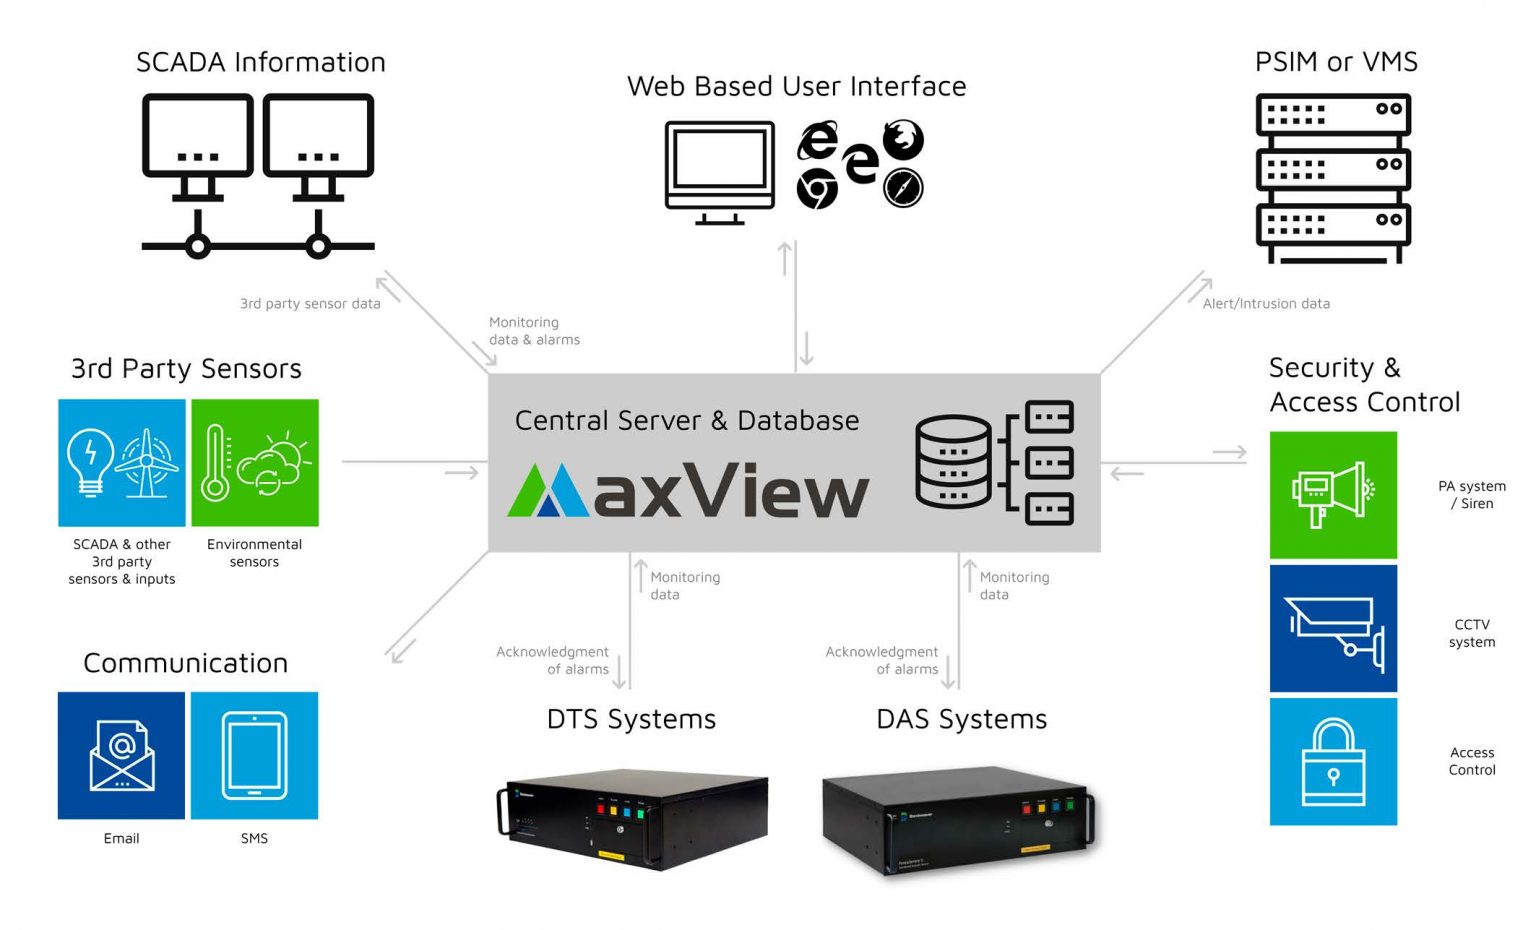 SCADA Information
Web Based User Interface
PSIM or VMS
3rd party sensor data
Monitoring
data & alarms
Alert/Intrusion data
3rd Party Sensors
SCADA & other
3rd party
sensors & inputs
Environmental
sensors
Central Server & Database
MaxView
Security &
Access Control
PA system
/ Siren
CCTV
system
Access
Control
Monitoring
data
Monitoring
data
Acknowledgment
of alarms
Acknowledgment
of alarms
Communication
Email
SMS
DTS Systems
DAS Systems